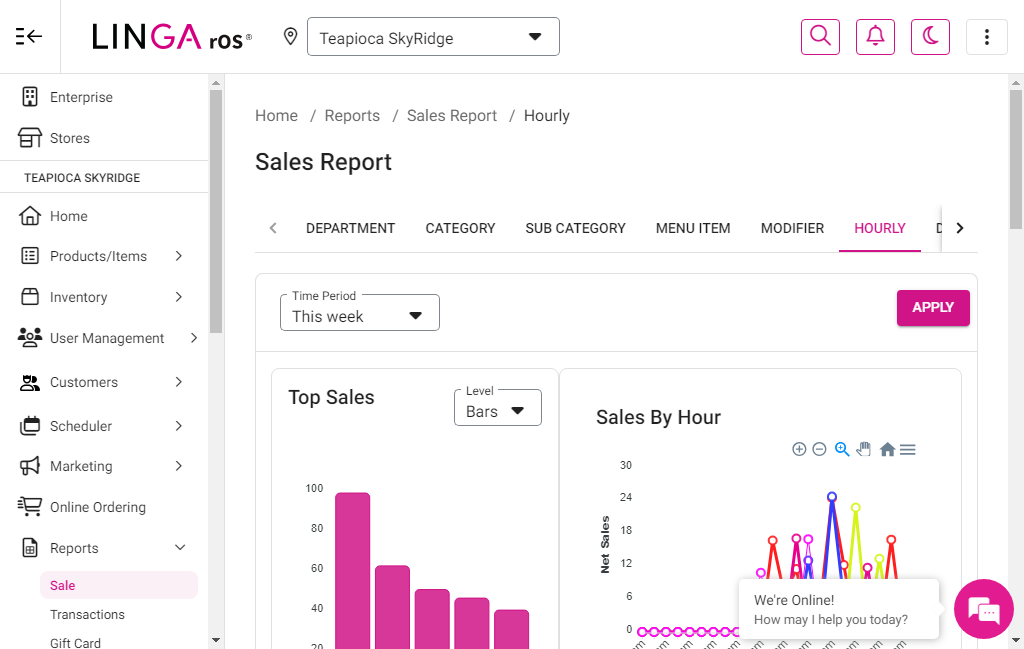 LINGA ros®
Teapioca SkyRidge
Enterprise
Stores
TEAPIOCA SKYRIDGE
Home
Products/Items
Inventory
User Management
Customers
Scheduler
Marketing
Online Ordering
Reports
Sale
Transactions
Gift Card
Home / Reports / Sales Report / Hourly
Sales Report
DEPARTMENT CATEGORY SUB CATEGORY MENU ITEM MODIFIER HOURLY
Time Period
This week
APPLY
Top Sales
Level
Bars
100
80
60
40
20
Sales By Hour
30
24
18
12
6
0
Net Sales
We're Online!
How may I help you today?